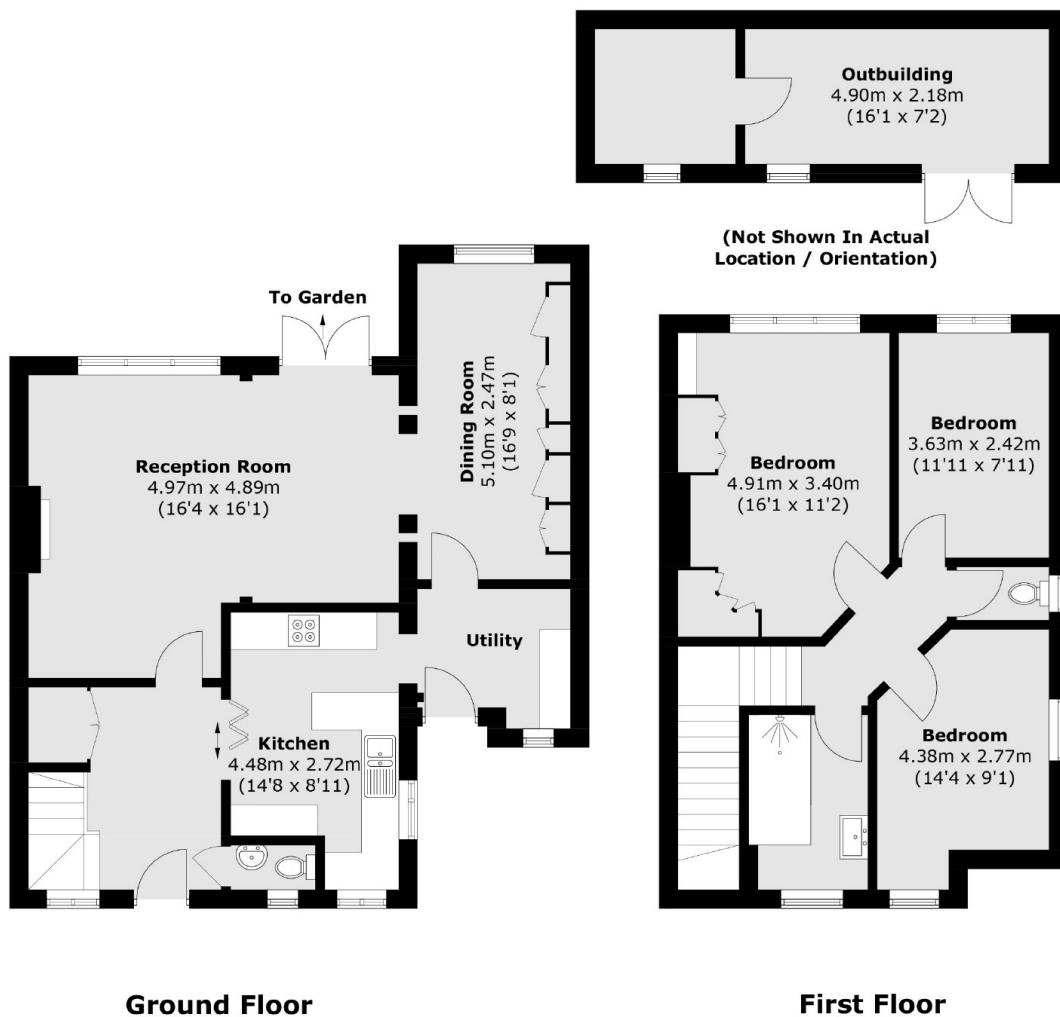 Outbuilding
4.90m x 2.18m
(16'1 x 7'2)
(Not Shown In Actual
Location / Orientation)
To Garden
Reception Room
4.97m x 4.89m
(16'4 x 16'1)
Dining Room
5.10m x 2.47m
(16'9 x 8'1)
Utility
Kitchen
4.48m x 2.72m
(14'8 x 8'11)
Bedroom
4.91m x 3.40m
(16'1 x 11'2)
Bedroom
3.63m x 2.42m
(11'11 x 7'11)
Bedroom
4.38m x 2.77m
(14'4 x 9'1)
Ground Floor
First Floor